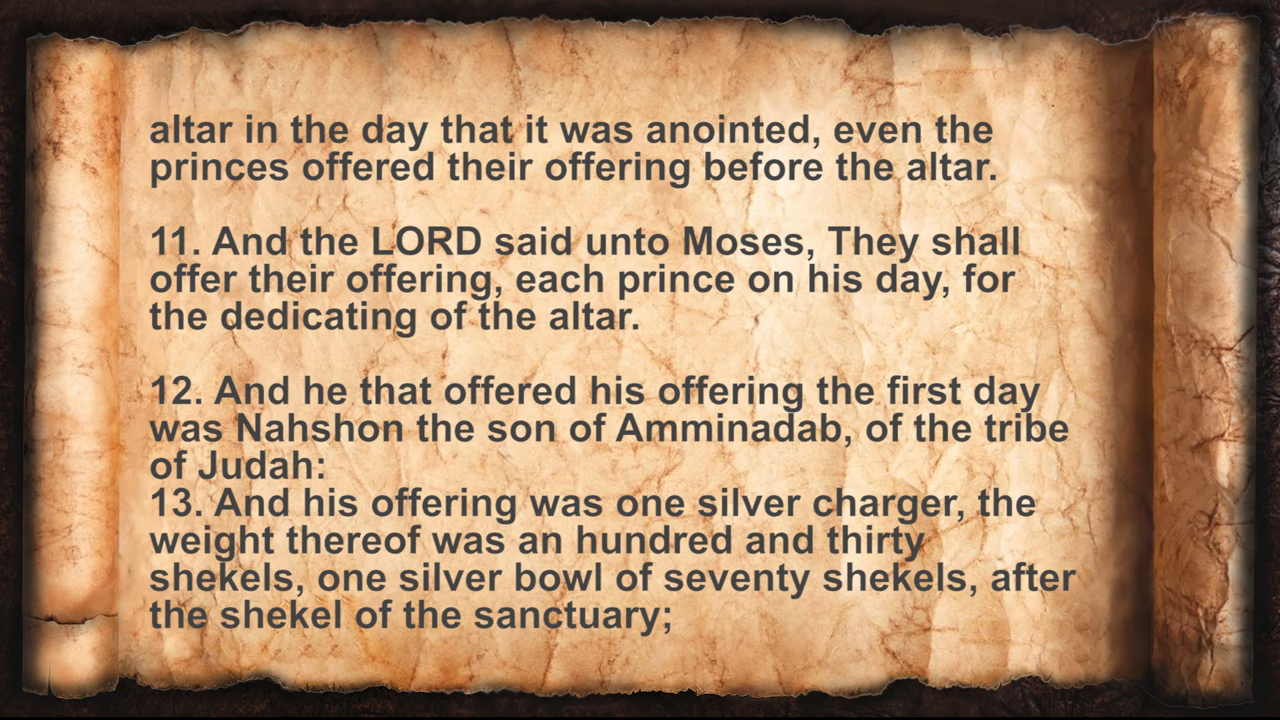 altar in the day that it was anointed, even the
princes offered their offering before the altar.
11. And the LORD said unto Moses, They shall
offer their offering, each prince on his day, for
the dedicating of the altar.
12. And he that offered his offering the first day
was Nahshon the son of Amminadab, of the tribe
of Judah:
13. And his offering was one silver charger, the
weight thereof was an hundred and thirty
shekels, one silver bowl of seventy shekels, after
the shekel of the sanctuary;